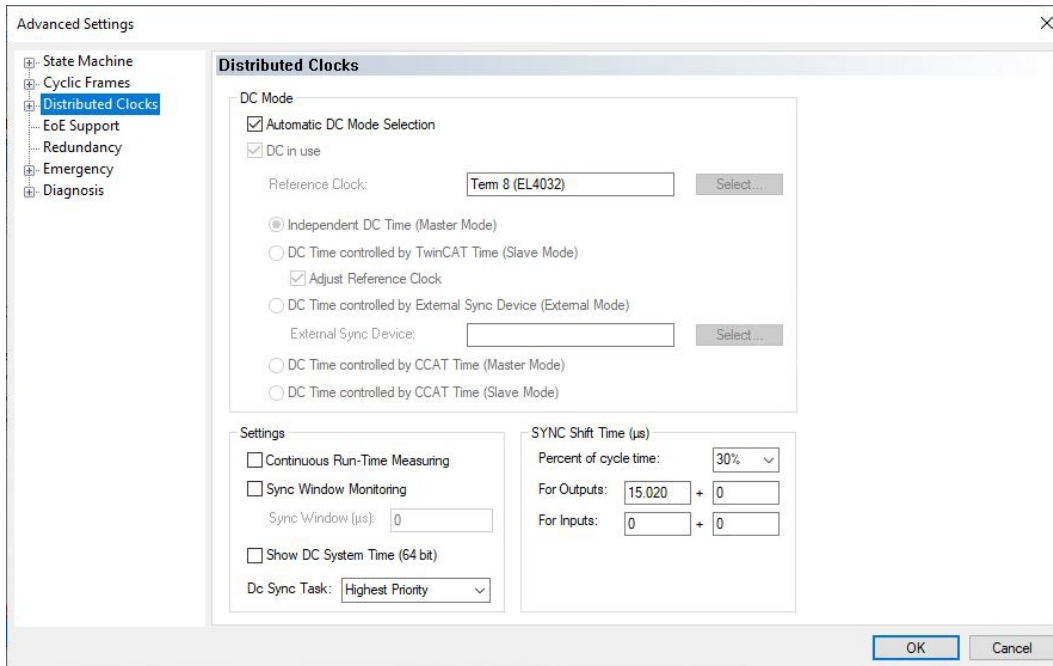 Advanced Settings
State Machine
Cyclic Frames
Distributed Clocks
EoE Support
Redundancy
Emergency
Diagnosis
Distributed Clocks
DC Mode
Automatic DC Mode Selection
DC in use
Reference Clock: Term 8 (EL4032) Select...
Independent DC Time (Master Mode)
DC Time controlled by TwinCAT Time (Slave Mode)
Adjust Reference Clock
DC Time controlled by External Sync Device (External Mode)
External Sync Device: Select...
DC Time controlled by CCAT Time (Master Mode)
DC Time controlled by CCAT Time (Slave Mode)
Settings
Continuous Run-Time Measuring
Sync Window Monitoring
Sync Window (µs): 0
Show DC System Time (64 bit)
Dc Sync Task: Highest Priority
SYNC Shift Time (µs)
Percent of cycle time: 30%
For Outputs: 15.020 + 0
For Inputs: 0 + 0
OK Cancel